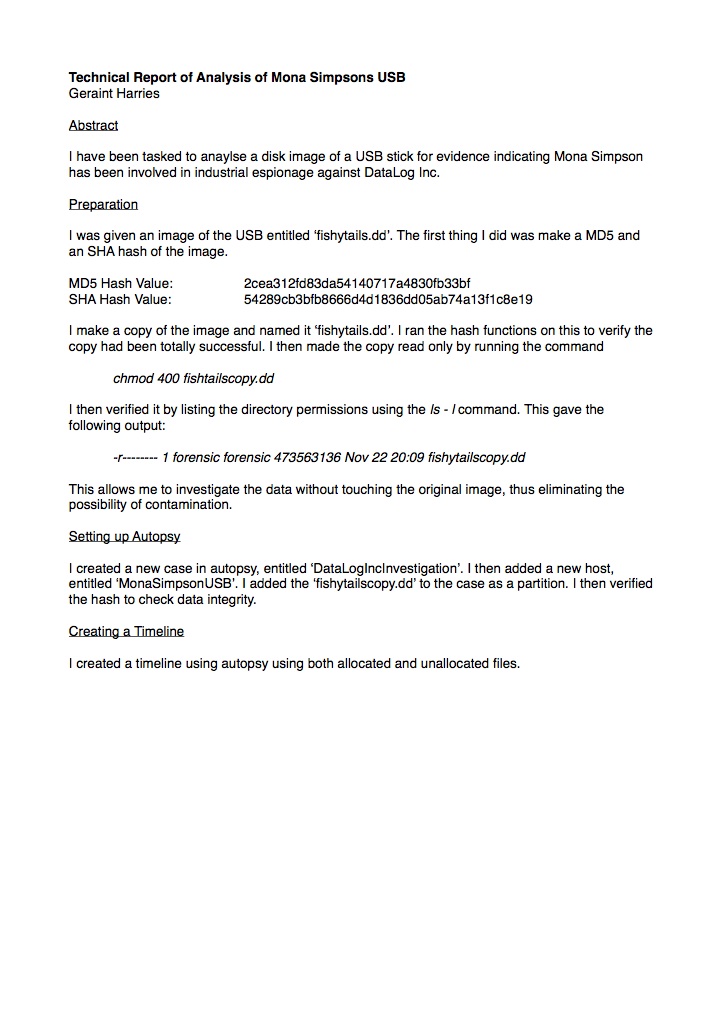 Technical Report of Analysis of Mona Simpsons USB
Geraint Harries
Abstract
I have been tasked to anaylse a disk image of a USB stick for evidence indicating Mona Simpson
has been involved in industrial espionage against DataLog Inc.
Preparation
I was given an image of the USB entitled ‘fishytails.dd’. The first thing I did was make a MD5 and
an SHA hash of the image.
MD5 Hash Value: 2cea312fd83da54140717a4830fb33bf
SHA Hash Value: 54289cb3bfb8666d4d1836dd05ab74a13f1c8e19
I make a copy of the image and named it ‘fishytails.dd’. I ran the hash functions on this to verify the
copy had been totally successful. I then made the copy read only by running the command
chmod 400 fishtailscopy.dd
I then verified it by listing the directory permissions using the ls - l command. This gave the
following output:
-r-------- 1 forensic forensic 473563136 Nov 22 20:09 fishytailscopy.dd
This allows me to investigate the data without touching the original image, thus eliminating the
possibility of contamination.
Setting up Autopsy
I created a new case in autopsy, entitled ‘DataLogIncInvestigation’. I then added a new host,
entitled ‘MonaSimpsonUSB’. I added the ‘fishytailscopy.dd’ to the case as a partition. I then verified
the hash to check data integrity.
Creating a Timeline
I created a timeline using autopsy using both allocated and unallocated files.